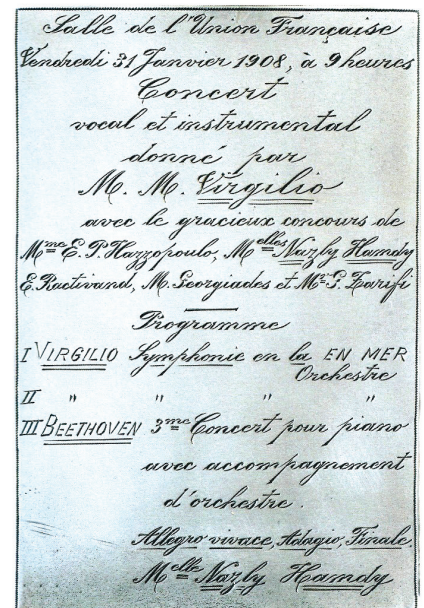 Salle de l'Union Française
Vendredi 31 Janvier 1908, à 9 heures
Concert
vocal et instrumental
donné par
M. M. Virgilio
avec le gracieux concours de
Mme E. P. Hazzopoulo, Melles Nazly Hamdy
E. Ractivand, M. Georgiades et Mr G. Zarifi
Programme
I VIRGILIO Symphonie en la EN MER
Orchestre
II " " " "
III BEETHOVEN 3me Concert pour piano
avec accompagnement
d'orchestre.
Allegro vivace, Adagio, Finale.
Melle Nazly Hamdy